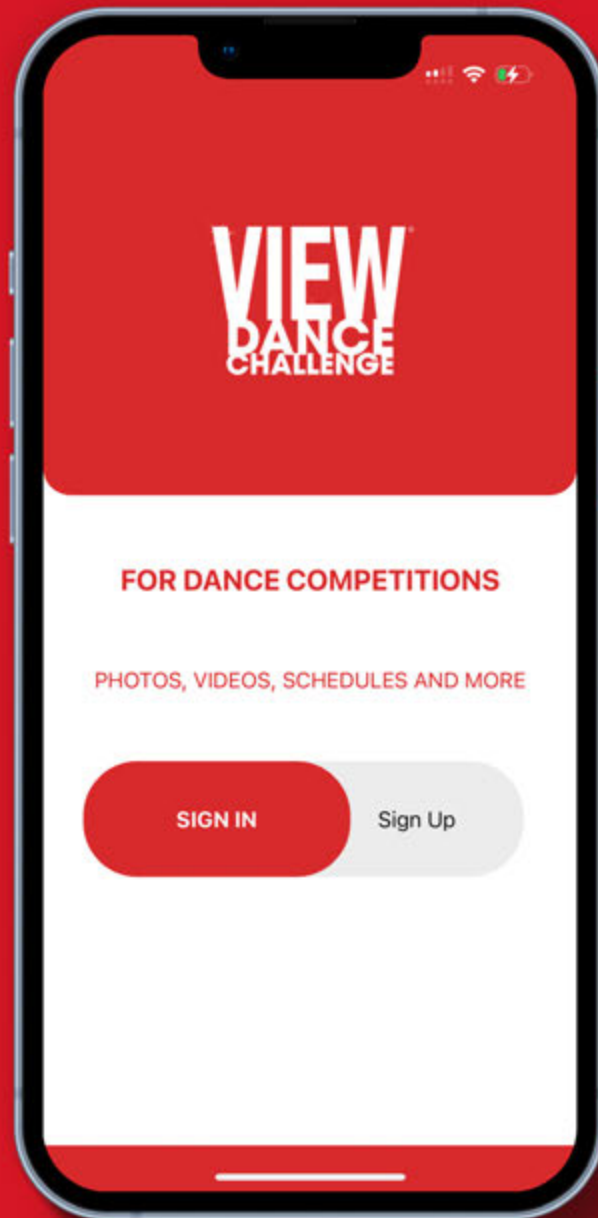 VIEW®
DANCE
CHALLENGE
FOR DANCE COMPETITIONS
PHOTOS, VIDEOS, SCHEDULES AND MORE
SIGN IN Sign Up